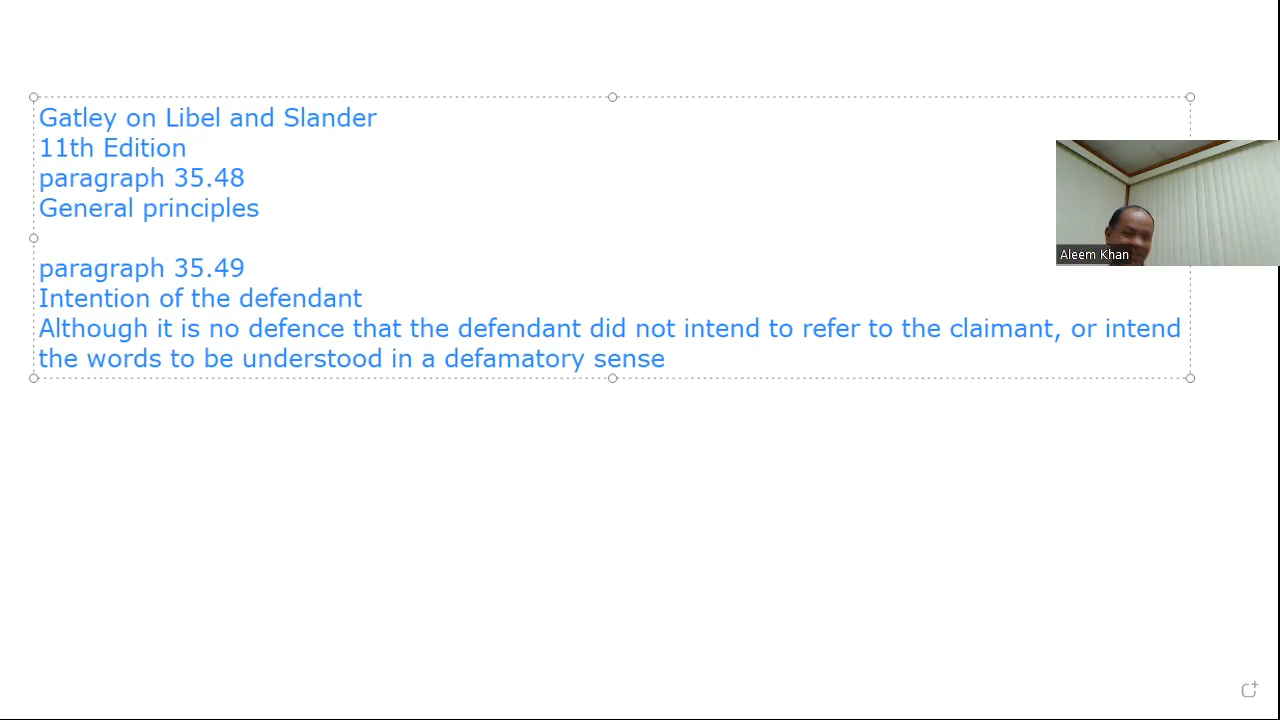 Gatley on Libel and Slander
11th Edition
paragraph 35.48
General principles
paragraph 35.49
Intention of the defendant
Although it is no defence that the defendant did not intend to refer to the claimant, or intend
the words to be understood in a defamatory sense
Aleem Khan